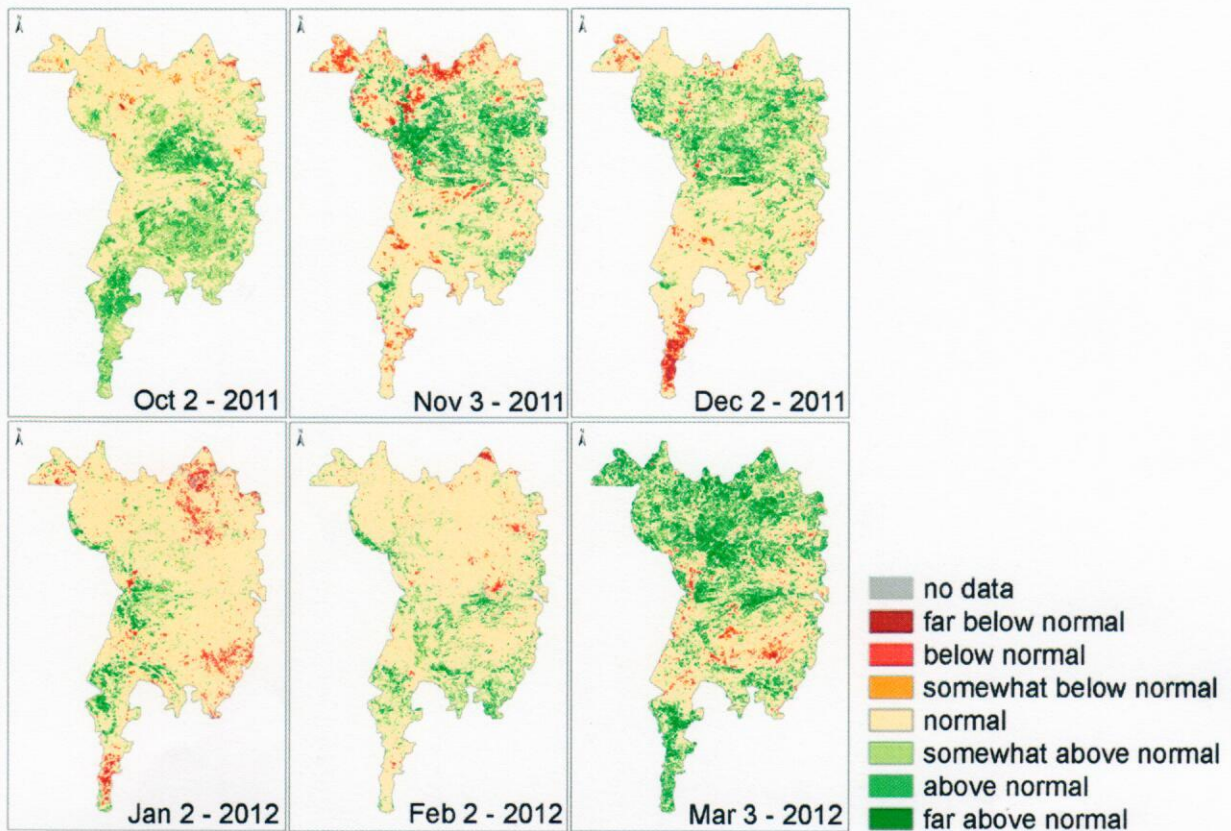 N
N
N
Oct 2 - 2011
Nov 3 - 2011
Dec 2 - 2011
N
N
N
Jan 2 - 2012
Feb 2 - 2012
Mar 3 - 2012
no data
far below normal
below normal
somewhat below normal
normal
somewhat above normal
above normal
far above normal